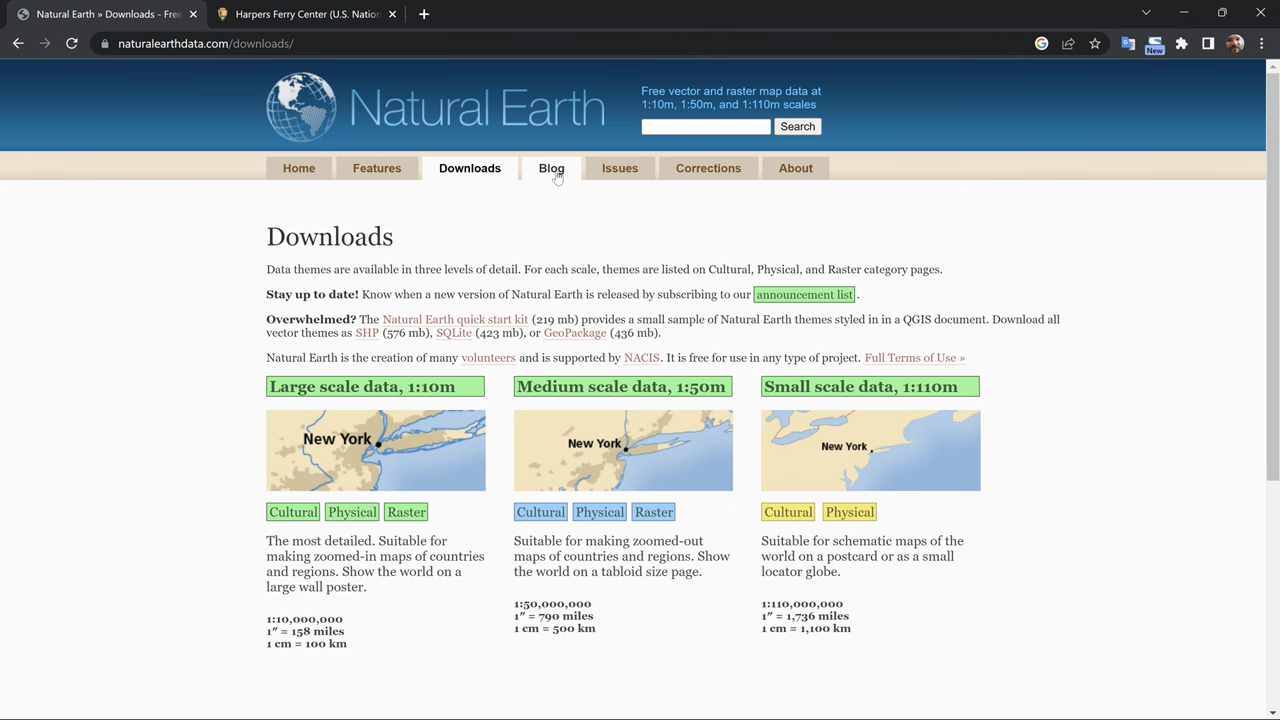 Natural Earth » Downloads - Free
Harpers Ferry Center (U.S. Nation
naturalearthdata.com/downloads/
New
Natural Earth
Free vector and raster map data at
1:10m, 1:50m, and 1:110m scales
Search
Home Features Downloads Blog Issues Corrections About
Downloads
Data themes are available in three levels of detail. For each scale, themes are listed on Cultural, Physical, and Raster category pages.
Stay up to date! Know when a new version of Natural Earth is released by subscribing to our announcement list .
Overwhelmed? The Natural Earth quick start kit (219 mb) provides a small sample of Natural Earth themes styled in in a QGIS document. Download all
vector themes as SHP (576 mb), SQLite (423 mb), or GeoPackage (436 mb).
Natural Earth is the creation of many volunteers and is supported by NACIS. It is free for use in any type of project. Full Terms of Use »
Large scale data, 1:10m
New York
Cultural Physical Raster
The most detailed. Suitable for
making zoomed-in maps of countries
and regions. Show the world on a
large wall poster.
1:10,000,000
1″ = 158 miles
1 cm = 100 km
Medium scale data, 1:50m
New York
Cultural Physical Raster
Suitable for making zoomed-out
maps of countries and regions. Show
the world on a tabloid size page.
1:50,000,000
1″ = 790 miles
1 cm = 500 km
Small scale data, 1:110m
New York
Cultural Physical
Suitable for schematic maps of the
world on a postcard or as a small
locator globe.
1:110,000,000
1″ = 1,736 miles
1 cm = 1,100 km